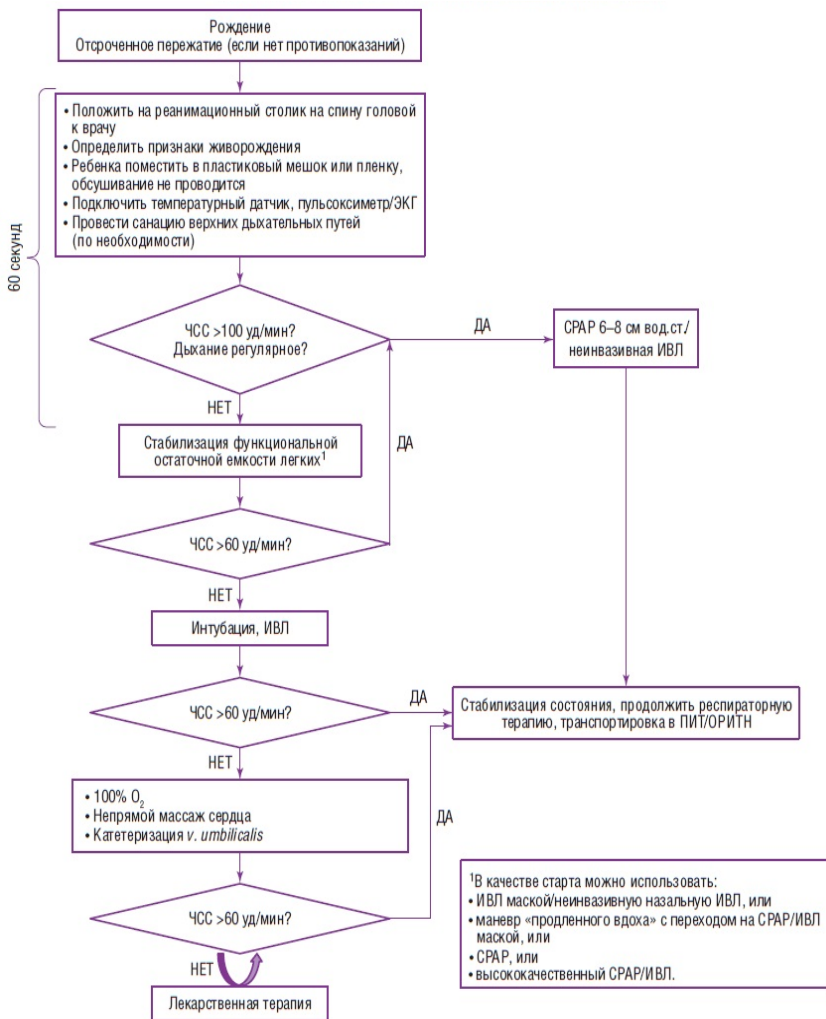 Рождение
Отсроченное пережатие (если нет противопоказаний)
60 секунд
• Положить на реанимационный столик на спину головой
к врачу
• Определить признаки живорождения
• Ребенка поместить в пластиковый мешок или пленку,
обсушивание не проводится
• Подключить температурный датчик, пульсоксиметр/ЭКГ
• Провести санацию верхних дыхательных путей
(по необходимости)
ЧСС >100 уд/мин?
Дыхание регулярное?
ДА
CPAP 6–8 см вод.ст./
неинвазивная ИВЛ
НЕТ
Стабилизация функциональной
остаточной емкости легких¹
ДА
ЧСС >60 уд/мин?
НЕТ
Интубация, ИВЛ
ЧСС >60 уд/мин?
ДА
Стабилизация состояния, продолжить респираторную
терапию, транспортировка в ПИТ/ОРИТН
НЕТ
• 100% O₂
• Непрямой массаж сердца
• Катетеризация v. umbilicalis
ДА
ЧСС >60 уд/мин?
НЕТ
Лекарственная терапия
¹В качестве старта можно использовать:
• ИВЛ маской/неинвазивную назальную ИВЛ, или
• маневр «продленного вдоха» с переходом на CPAP/ИВЛ
маской, или
• CPAP, или
• высококачественный CPAP/ИВЛ.